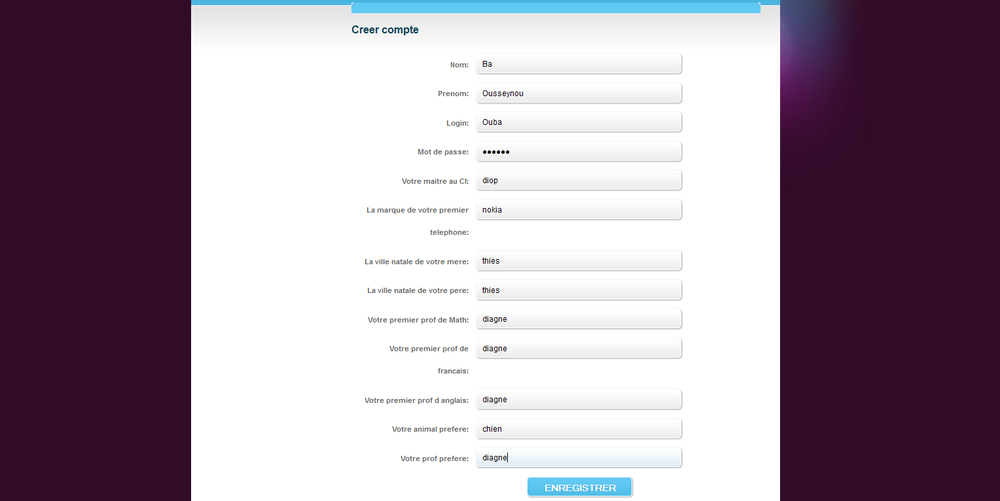 Creer compte
Nom: Ba
Prenom: Ousseynou
Login: Ouba
Mot de passe: ●●●●●●
Votre maitre au CI: diop
La marque de votre premier nokia
telephone:
La ville natale de votre mere: thies
La ville natale de votre pere: thies
Votre premier prof de Math: diagne
Votre premier prof de diagne
francais:
Votre premier prof d anglais: diagne
Votre animal prefere: chien
Votre prof prefere: diagne
ENREGISTRER